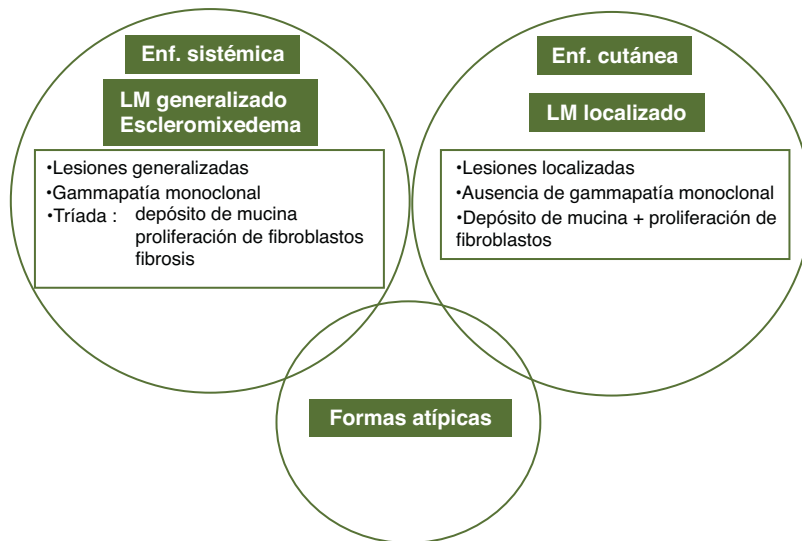 Enf. sistémica
LM generalizado
Escleromixedema
•Lesiones generalizadas
•Gammapatía monoclonal
•Tríada : depósito de mucina
proliferación de fibroblastos
fibrosis
Enf. cutánea
LM localizado
•Lesiones localizadas
•Ausencia de gammapatía monoclonal
•Depósito de mucina + proliferación de
fibroblastos
Formas atípicas